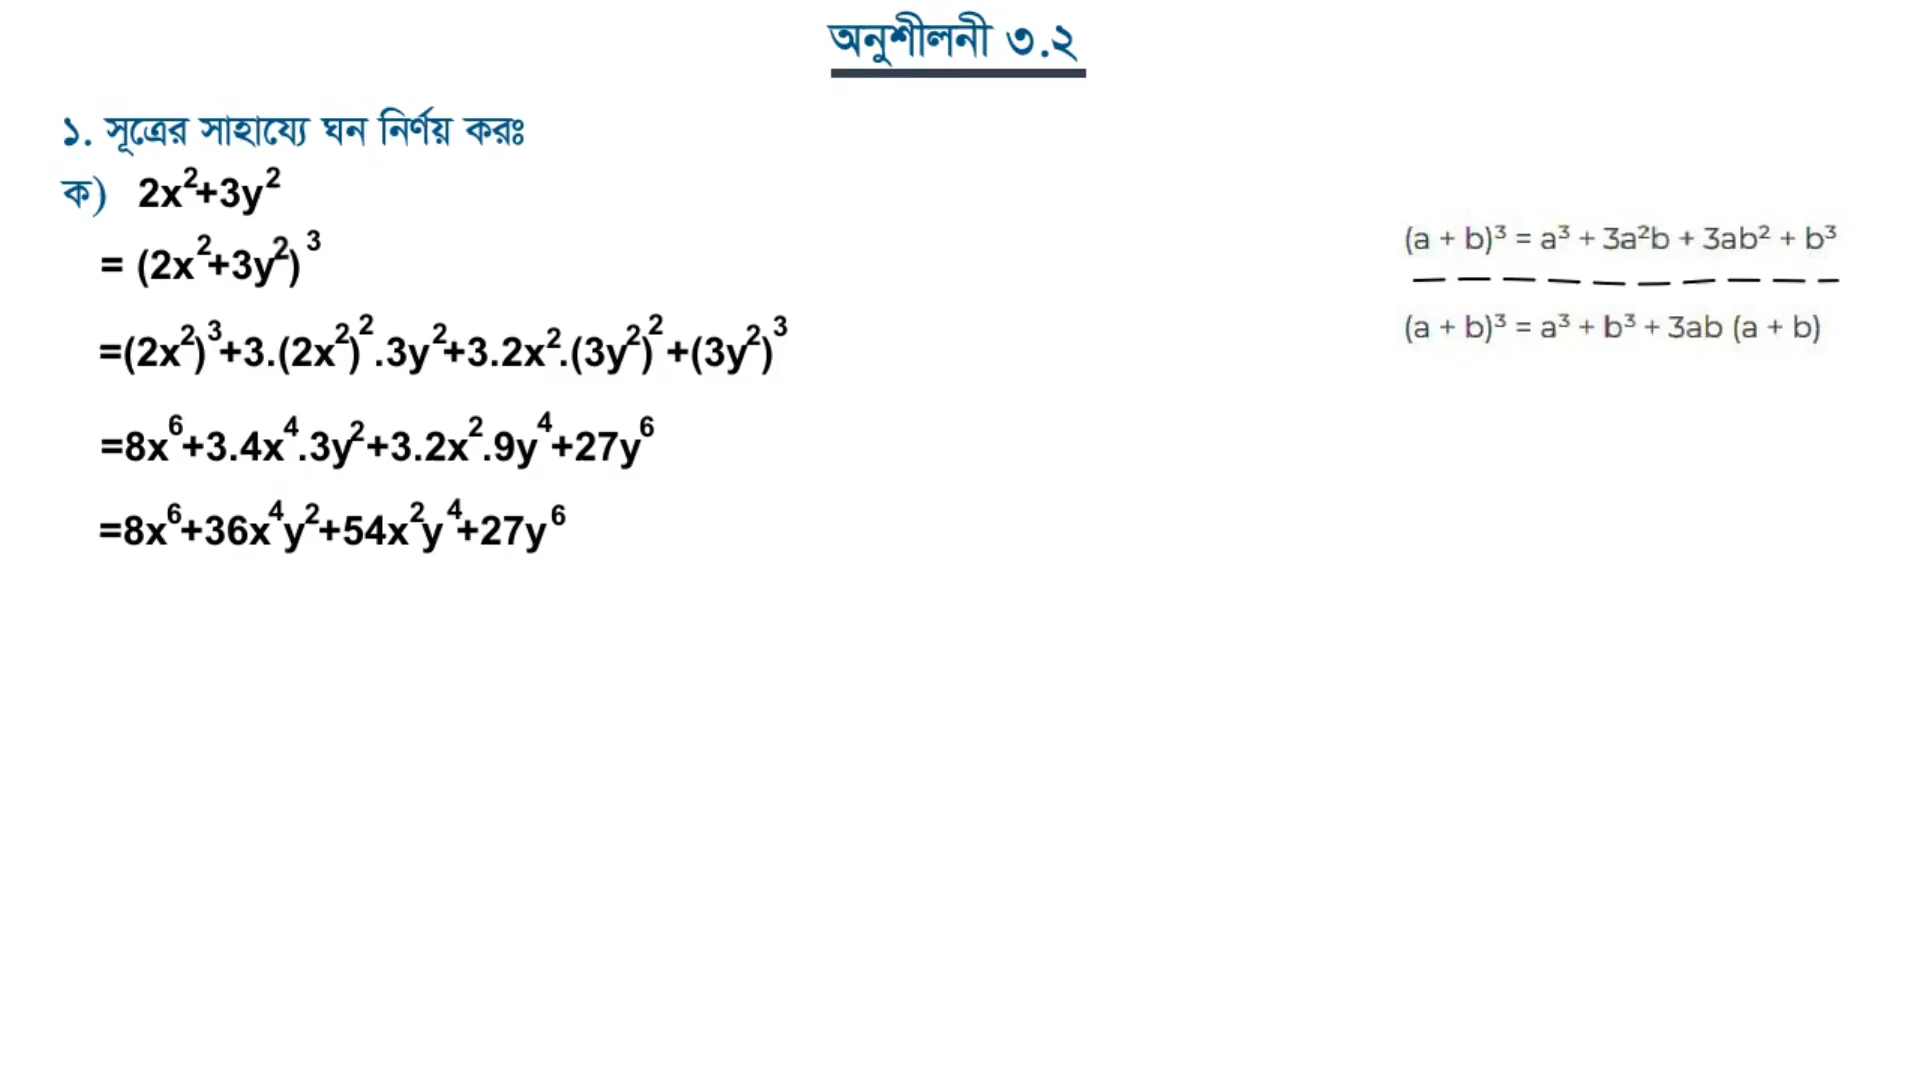 অনুশীলনী ৩.২
১. সূত্রের সাহায্যে ঘন নির্ণয় করঃ
ক) 2x²+3y²
= (2x²+3y²)³
=(2x²)³+3.(2x²)².3y²+3.2x².(3y²)²+(3y²)³
=8x⁶+3.4x⁴.3y²+3.2x².9y⁴+27y⁶
=8x⁶+36x⁴y²+54x²y⁴+27y⁶
(a + b)³ = a³ + 3a²b + 3ab² + b³
(a + b)³ = a³ + b³ + 3ab (a + b)